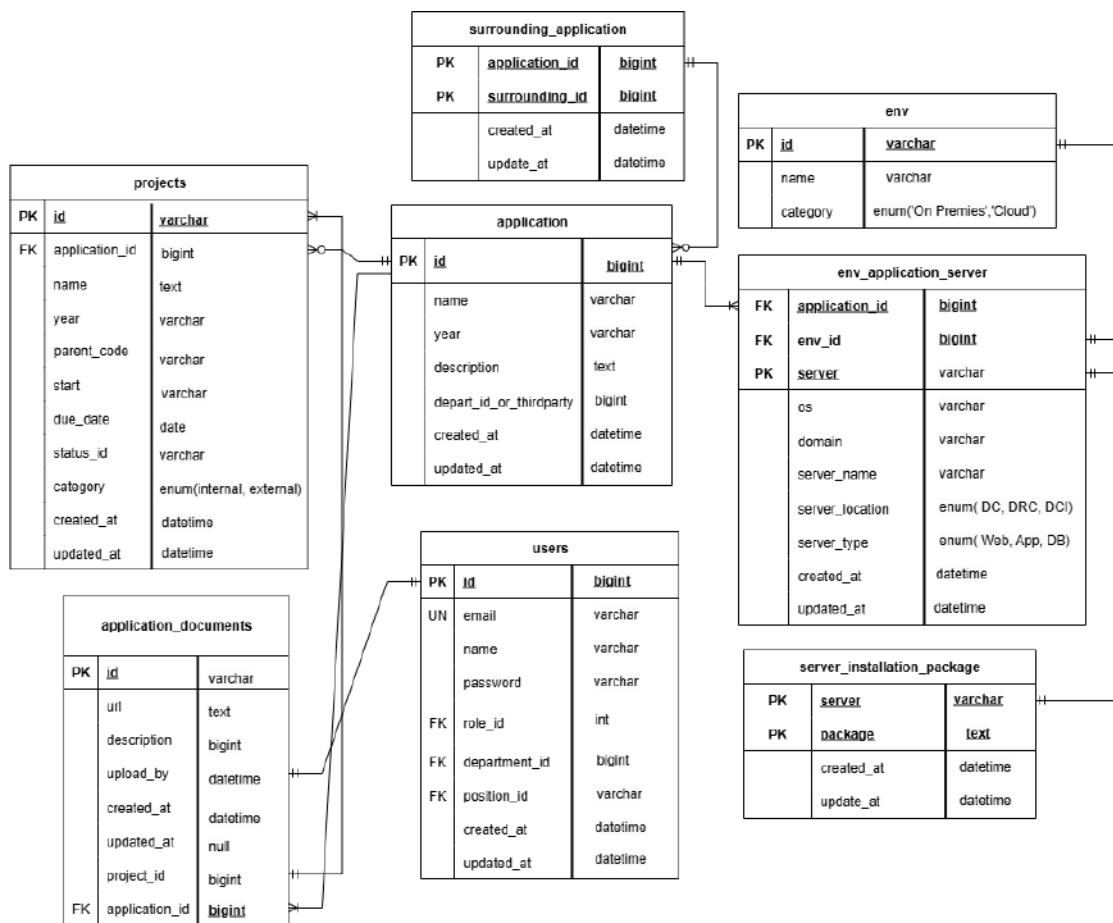 surrounding_application
PK application_id bigint
PK surrounding_id bigint
created_at datetime
update_at datetime
env
PK id varchar
name varchar
category enum('On Premies','Cloud')
projects
PK id varchar
FK application_id bigint
name text
year varchar
parent_code varchar
start varchar
due_date date
status_id varchar
category enum(internal, external)
created_at datetime
updated_at datetime
application
PK id bigint
name varchar
year varchar
description text
depart_id_or_thirdparty bigint
created_at datetime
updated_at datetime
env_application_server
FK application_id bigint
FK env_id bigint
PK server varchar
os varchar
domain varchar
server_name varchar
server_location enum( DC, DRC, DCI)
server_type enum( Web, App, DB)
created_at datetime
updated_at datetime
application_documents
PK id varchar
url text
description bigint
upload_by datetime
created_at datetime
updated_at null
project_id bigint
FK application_id bigint
users
PK id bigint
UN email varchar
name varchar
password varchar
FK role_id int
FK department_id bigint
FK position_id varchar
created_at datetime
updated_at datetime
server_installation_package
PK server varchar
PK package text
created_at datetime
update_at datetime